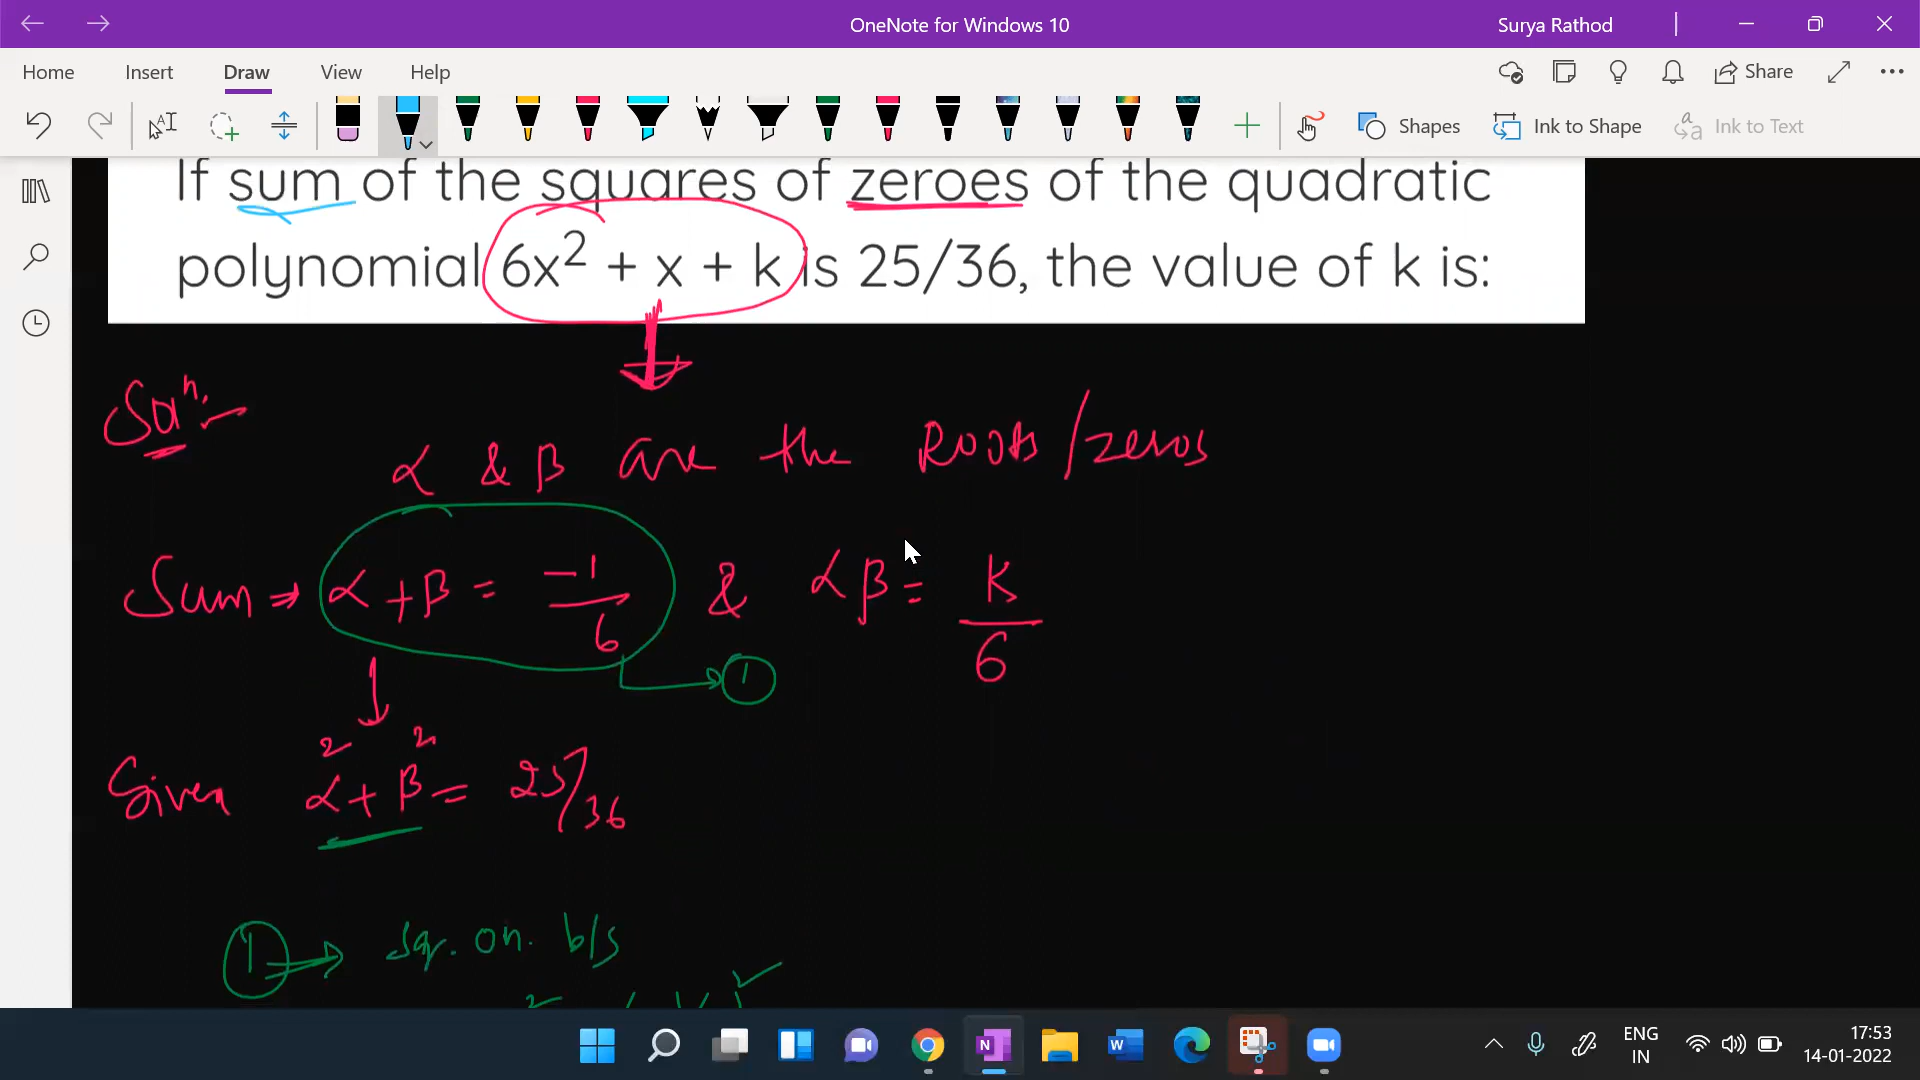 OneNote for Windows 10
Surya Rathod
Home Insert Draw View Help
Share
Shapes Ink to Shape Ink to Text
If sum of the squares of zeroes of the quadratic
polynomial 6x² + x + k is 25/36, the value of k is:
Solⁿ:-
α & β are the Roots/zeros
Sum ⇒ α + β = -1/6 & αβ = K/6
①
Given α² + β² = 25/36
① → Sqr. on. b/s
ENG
IN
17:53
14-01-2022